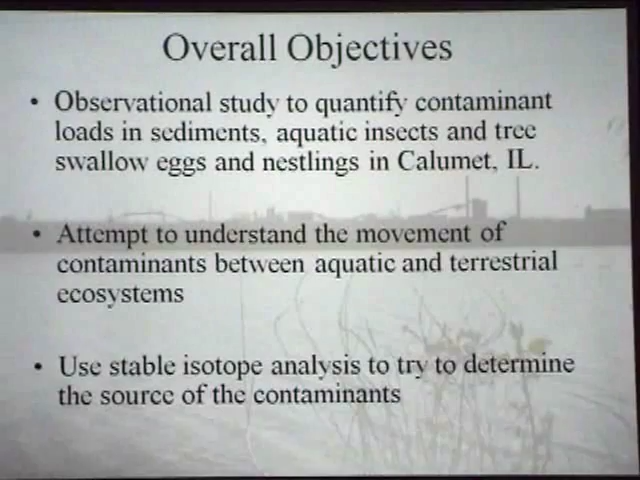 Overall Objectives
• Observational study to quantify contaminant
loads in sediments, aquatic insects and tree
swallow eggs and nestlings in Calumet, IL.
• Attempt to understand the movement of
contaminants between aquatic and terrestrial
ecosystems
• Use stable isotope analysis to try to determine
the source of the contaminants